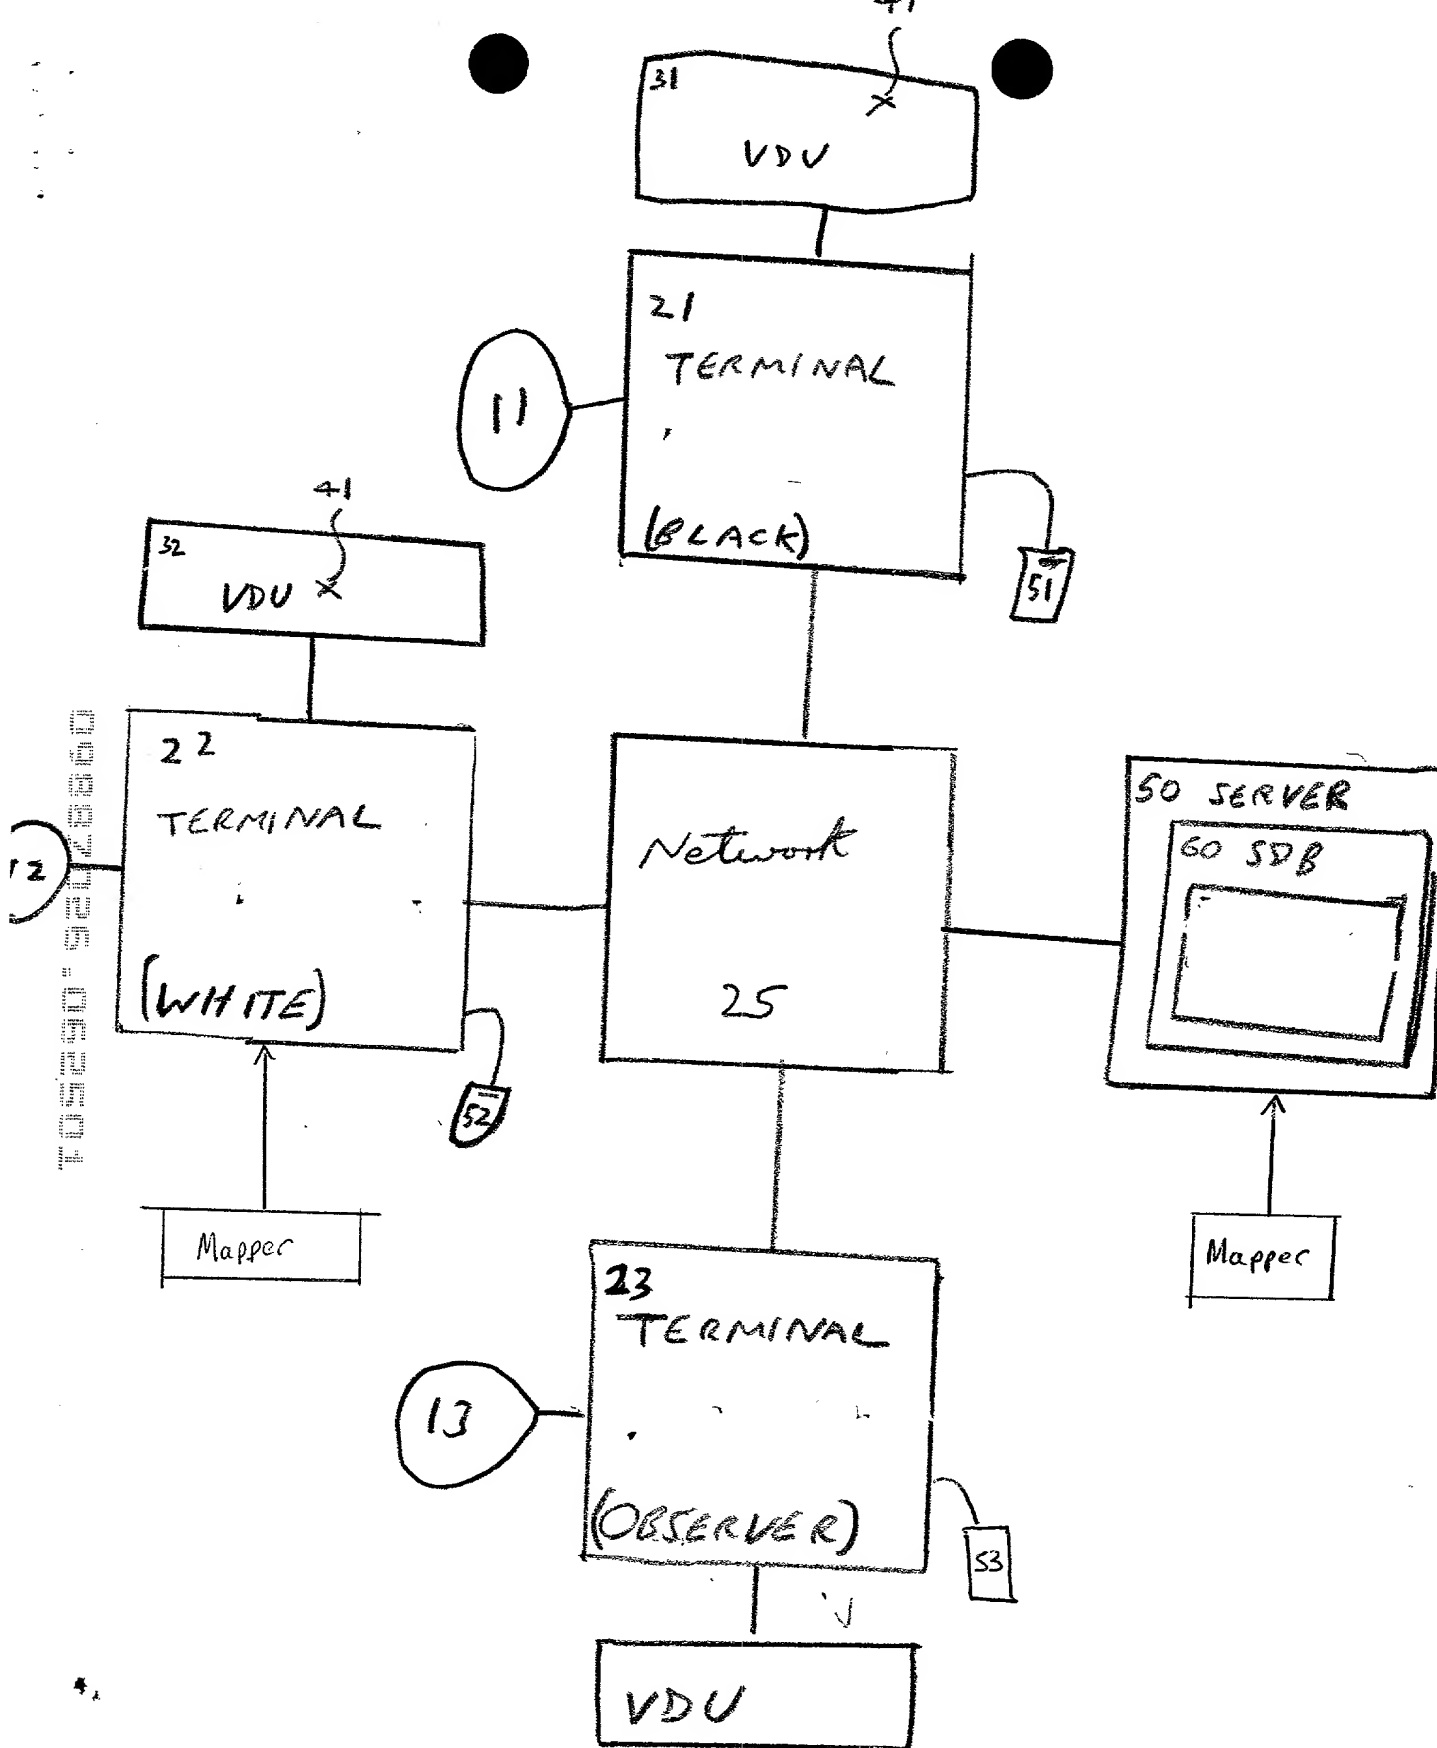 41
31
VDU
21
TERMINAL
11
(BLACK)
51
41
32
VDU
22
TERMINAL
12
(WHITE)
52
Network
25
50 SERVER
60 SDB
Mapper
Mapper
23
TERMINAL
13
(OBSERVER)
53
VDU